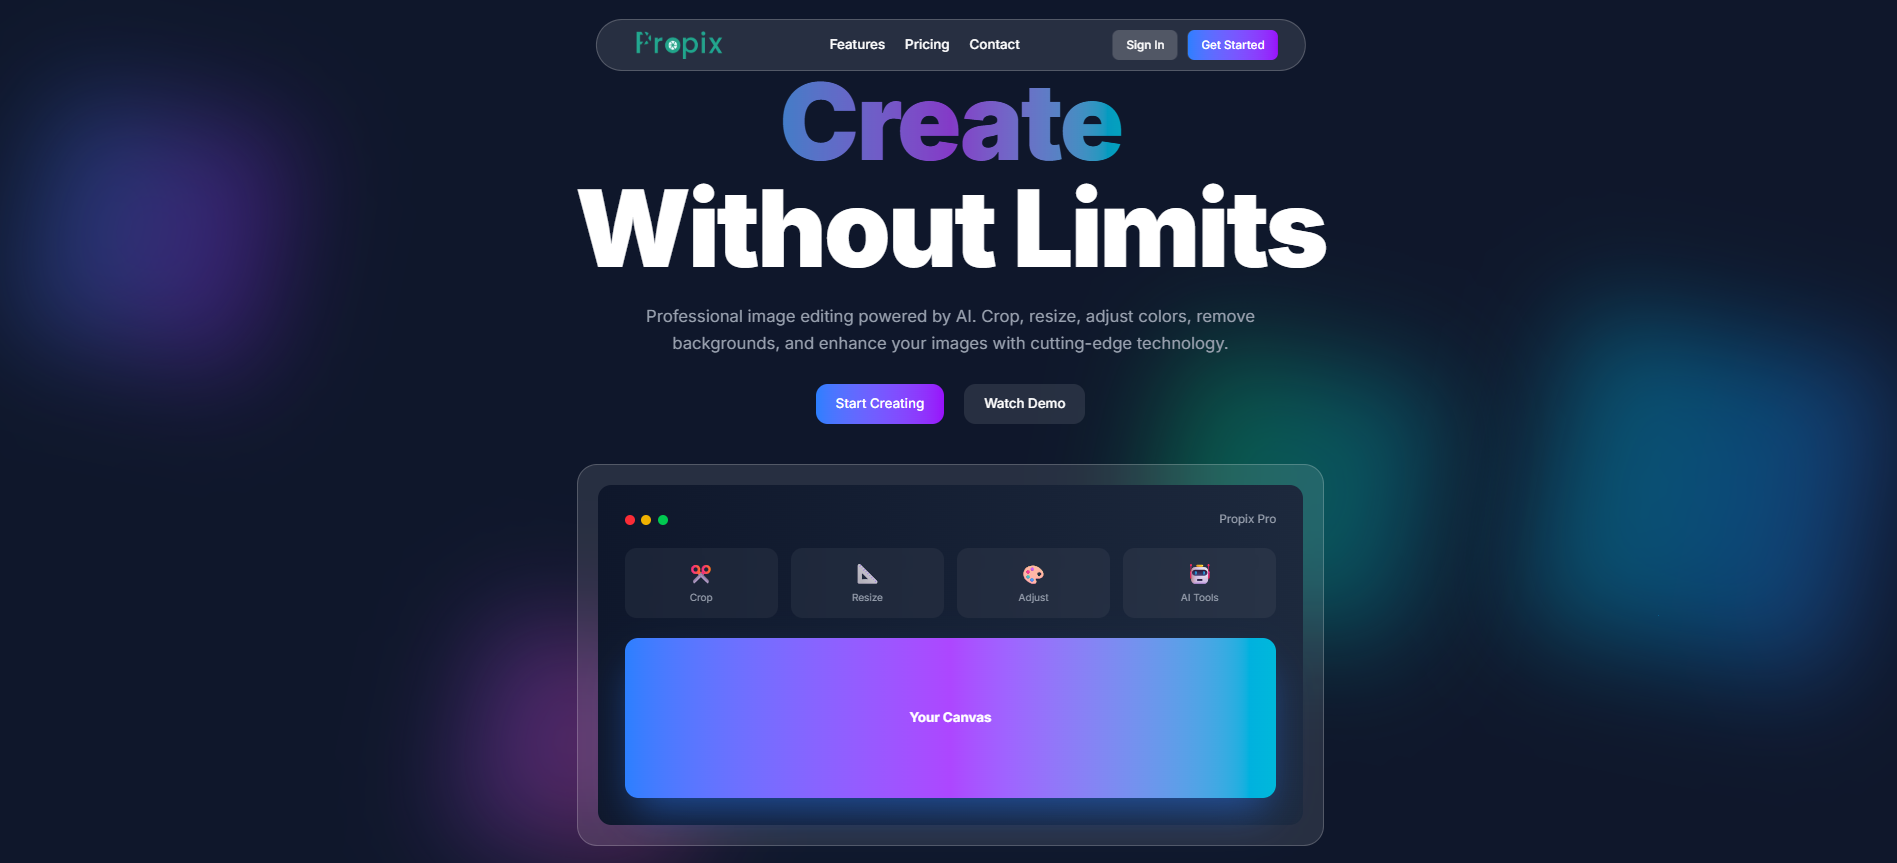 Propix
Features Pricing Contact
Sign In Get Started
Create
Without Limits
Professional image editing powered by AI. Crop, resize, adjust colors, remove
backgrounds, and enhance your images with cutting-edge technology.
Start Creating Watch Demo
Propix Pro
Crop Resize Adjust AI Tools
Your Canvas